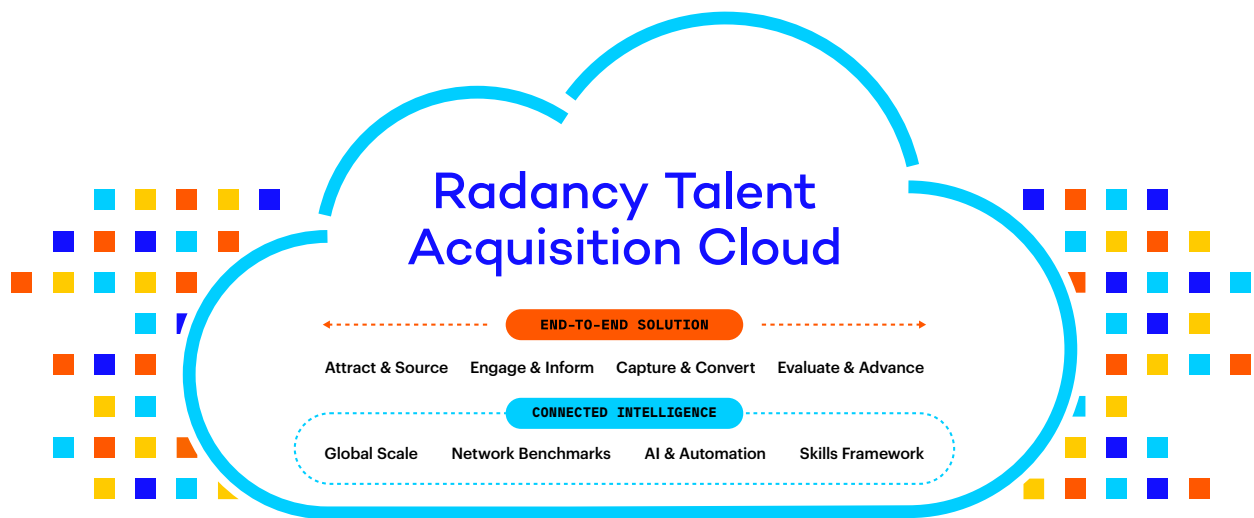 Radancy Talent
Acquisition Cloud
END-TO-END SOLUTION
Attract & Source Engage & Inform Capture & Convert Evaluate & Advance
CONNECTED INTELLIGENCE
Global Scale Network Benchmarks AI & Automation Skills Framework